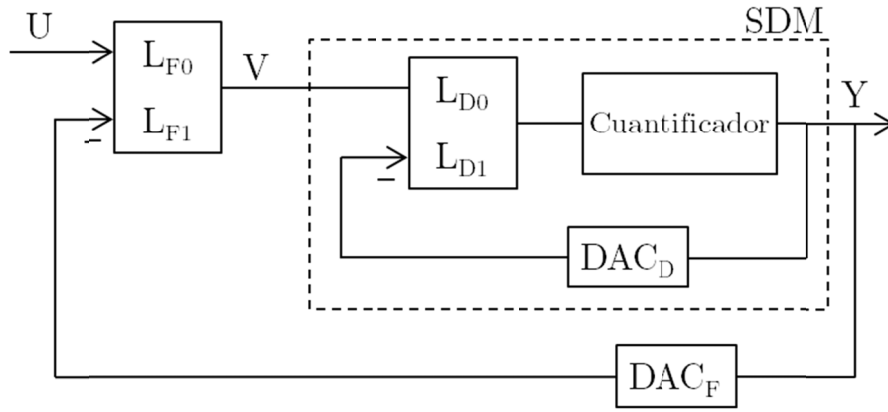 SDM
U
L_F0
L_F1
V
L_D0
L_D1
Cuantificador
Y
DAC_D
DAC_F